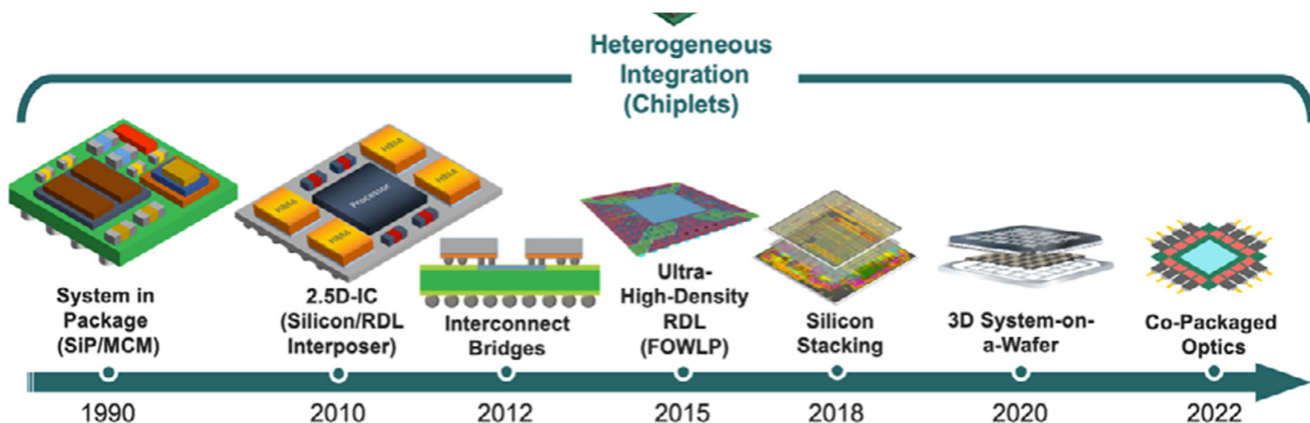 Heterogeneous
Integration
(Chiplets)
HBM
HBM
Processor
HBM
HBM
System in
Package
(SiP/MCM)
2.5D-IC
(Silicon/RDL
Interposer)
Interconnect
Bridges
Ultra-
High-Density
RDL
(FOWLP)
Silicon
Stacking
3D System-on-
a-Wafer
Co-Packaged
Optics
1990
2010
2012
2015
2018
2020
2022